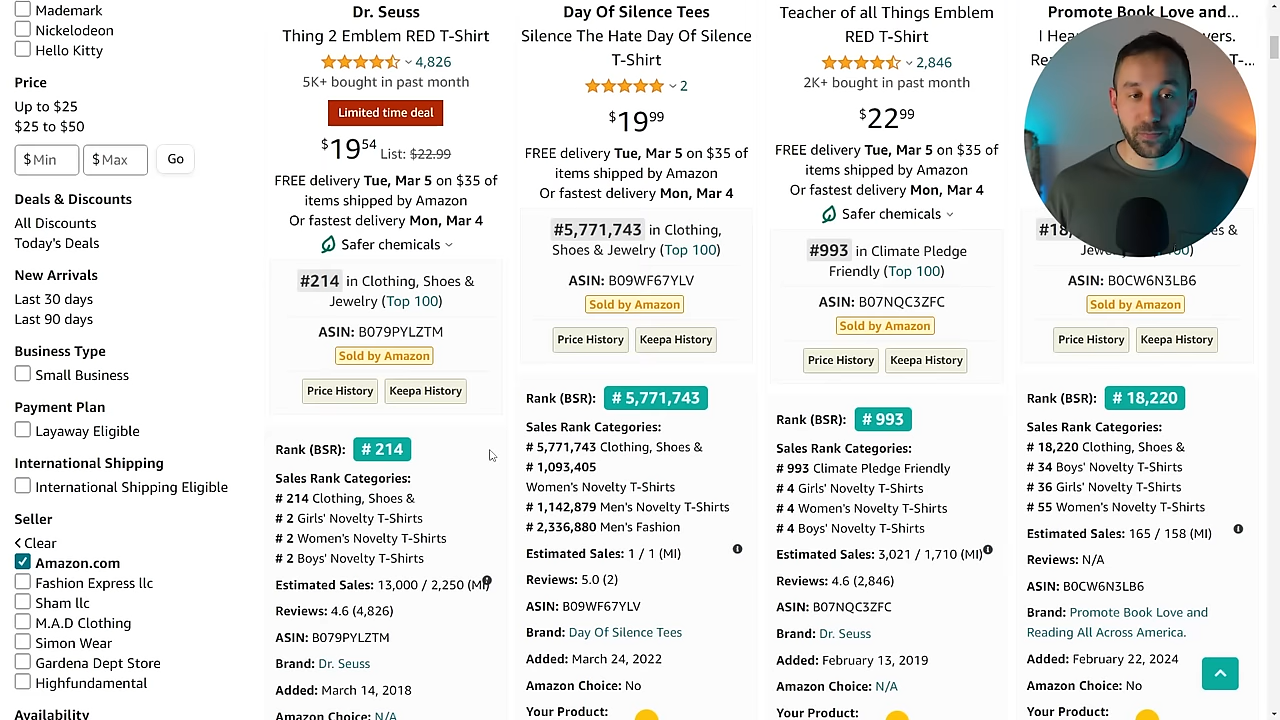 Mademark
Nickelodeon
Hello Kitty
Price
Up to $25
$25 to $50
$ Min
$ Max
Go
Deals & Discounts
All Discounts
Today's Deals
New Arrivals
Last 30 days
Last 90 days
Business Type
Small Business
Payment Plan
Layaway Eligible
International Shipping
International Shipping Eligible
Seller
Clear
Amazon.com
Fashion Express llc
Sham llc
M.A.D Clothing
Simon Wear
Gardena Dept Store
Highfundamental
Availability
Dr. Seuss
Thing 2 Emblem RED T-Shirt
4,826
5K+ bought in past month
Limited time deal
$19 54 List: $22.99
FREE delivery Tue, Mar 5 on $35 of
items shipped by Amazon
Or fastest delivery Mon, Mar 4
Safer chemicals
#214 in Clothing, Shoes &
Jewelry (Top 100)
ASIN: B079PYLZTM
Sold by Amazon
Price History
Keepa History
Rank (BSR): # 214
Sales Rank Categories:
# 214 Clothing, Shoes &
# 2 Girls' Novelty T-Shirts
# 2 Women's Novelty T-Shirts
# 2 Boys' Novelty T-Shirts
Estimated Sales: 13,000 / 2,250 (MI)
Reviews: 4.6 (4,826)
ASIN: B079PYLZTM
Brand: Dr. Seuss
Added: March 14, 2018
Amazon Choice: N/A
Day Of Silence Tees
Silence The Hate Day Of Silence
T-Shirt
2
$19 99
FREE delivery Tue, Mar 5 on $35 of
items shipped by Amazon
Or fastest delivery Mon, Mar 4
#5,771,743 in Clothing,
Shoes & Jewelry (Top 100)
ASIN: B09WF67YLV
Sold by Amazon
Price History
Keepa History
Rank (BSR): # 5,771,743
Sales Rank Categories:
# 5,771,743 Clothing, Shoes &
# 1,093,405
Women's Novelty T-Shirts
# 1,142,879 Men's Novelty T-Shirts
# 2,336,880 Men's Fashion
Estimated Sales: 1 / 1 (MI)
Reviews: 5.0 (2)
ASIN: B09WF67YLV
Brand: Day Of Silence Tees
Added: March 24, 2022
Amazon Choice: No
Your Product:
Teacher of all Things Emblem
RED T-Shirt
2,846
2K+ bought in past month
$22 99
FREE delivery Tue, Mar 5 on $35 of
items shipped by Amazon
Or fastest delivery Mon, Mar 4
Safer chemicals
#993 in Climate Pledge
Friendly (Top 100)
ASIN: B07NQC3ZFC
Sold by Amazon
Price History
Keepa History
Rank (BSR): # 993
Sales Rank Categories:
# 993 Climate Pledge Friendly
# 4 Girls' Novelty T-Shirts
# 4 Women's Novelty T-Shirts
# 4 Boys' Novelty T-Shirts
Estimated Sales: 3,021 / 1,710 (MI)
Reviews: 4.6 (2,846)
ASIN: B07NQC3ZFC
Brand: Dr. Seuss
Added: February 13, 2019
Amazon Choice: N/A
Your Product:
Promote Book Love and...
I
T-...
ASIN: B0CW6N3LB6
Sold by Amazon
Price History
Keepa History
Rank (BSR): # 18,220
Sales Rank Categories:
# 18,220 Clothing, Shoes &
# 34 Boys' Novelty T-Shirts
# 36 Girls' Novelty T-Shirts
# 55 Women's Novelty T-Shirts
Estimated Sales: 165 / 158 (MI)
Reviews: N/A
ASIN: B0CW6N3LB6
Brand: Promote Book Love and
Reading All Across America.
Added: February 22, 2024
Amazon Choice: No
Your Product: